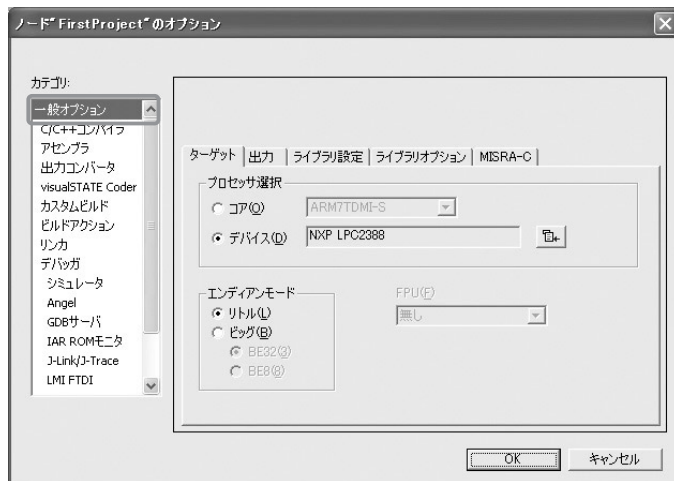 ノード"FirstProject"のオプション
カテゴリ:
一般オプション
C/C++コンパイラ
アセンブラ
出力コンバータ
visualSTATE Coder
カスタムビルド
ビルドアクション
リンカ
デバッガ
シミュレータ
Angel
GDBサーバ
IAR ROMモニタ
J-Link/J-Trace
LMI FTDI
ターゲット 出力 ライブラリ設定 ライブラリオプション MISRA-C
プロセッサ選択
コア(O) ARM7TDMI-S
デバイス(D) NXP LPC2388
エンディアンモード
リトル(L)
ビッグ(B)
BE32(3)
BE8(8)
FPU(F)
無し
OK キャンセル